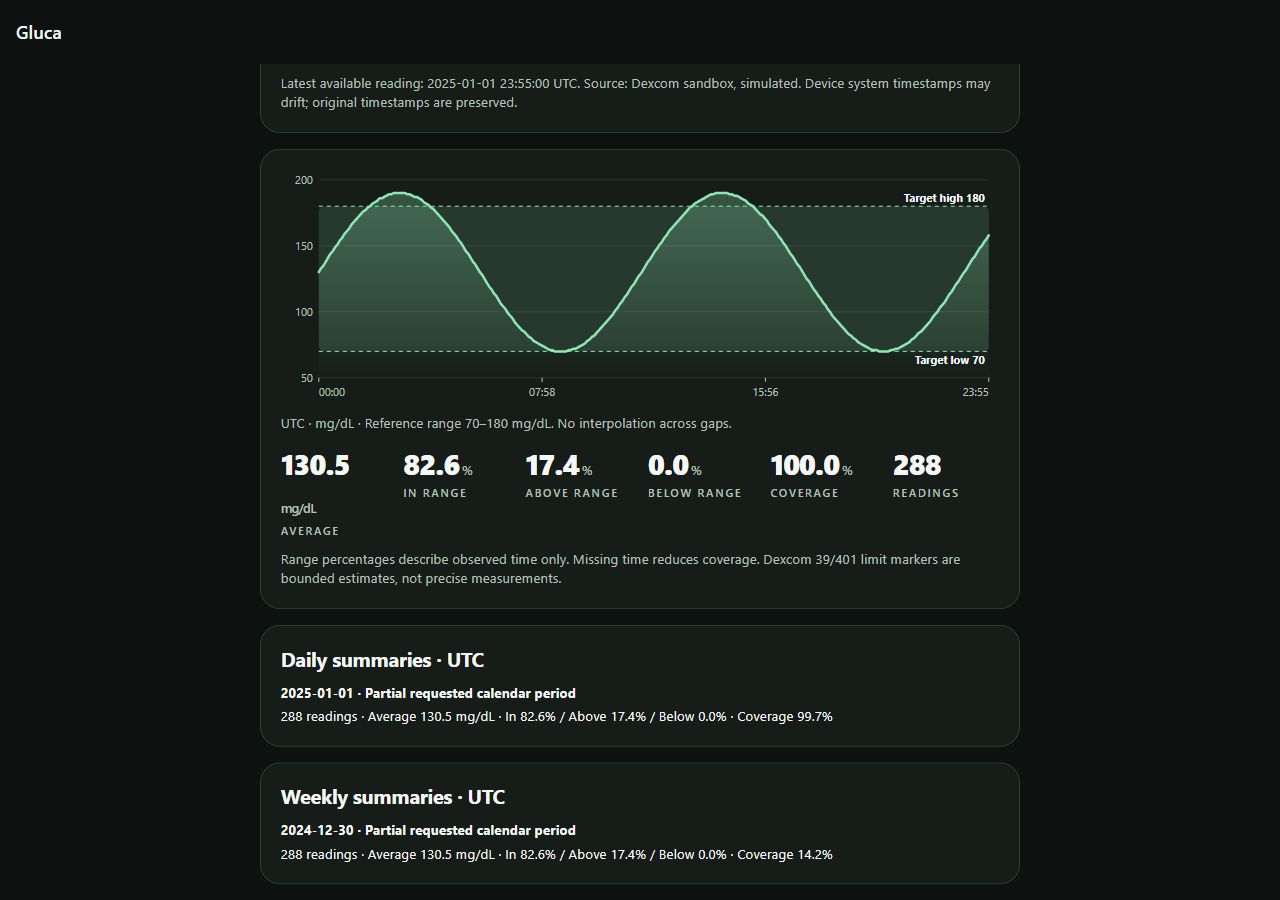 Gluca
Latest available reading: 2025-01-01 23:55:00 UTC. Source: Dexcom sandbox, simulated. Device system timestamps may
drift; original timestamps are preserved.
200
Target high 180
150
100
Target low 70
50
00:00 07:58 15:56 23:55
UTC · mg/dL · Reference range 70–180 mg/dL. No interpolation across gaps.
130.5 82.6% 17.4% 0.0% 100.0% 288
IN RANGE ABOVE RANGE BELOW RANGE COVERAGE READINGS
mg/dL
AVERAGE
Range percentages describe observed time only. Missing time reduces coverage. Dexcom 39/401 limit markers are
bounded estimates, not precise measurements.
Daily summaries · UTC
2025-01-01 · Partial requested calendar period
288 readings · Average 130.5 mg/dL · In 82.6% / Above 17.4% / Below 0.0% · Coverage 99.7%
Weekly summaries · UTC
2024-12-30 · Partial requested calendar period
288 readings · Average 130.5 mg/dL · In 82.6% / Above 17.4% / Below 0.0% · Coverage 14.2%